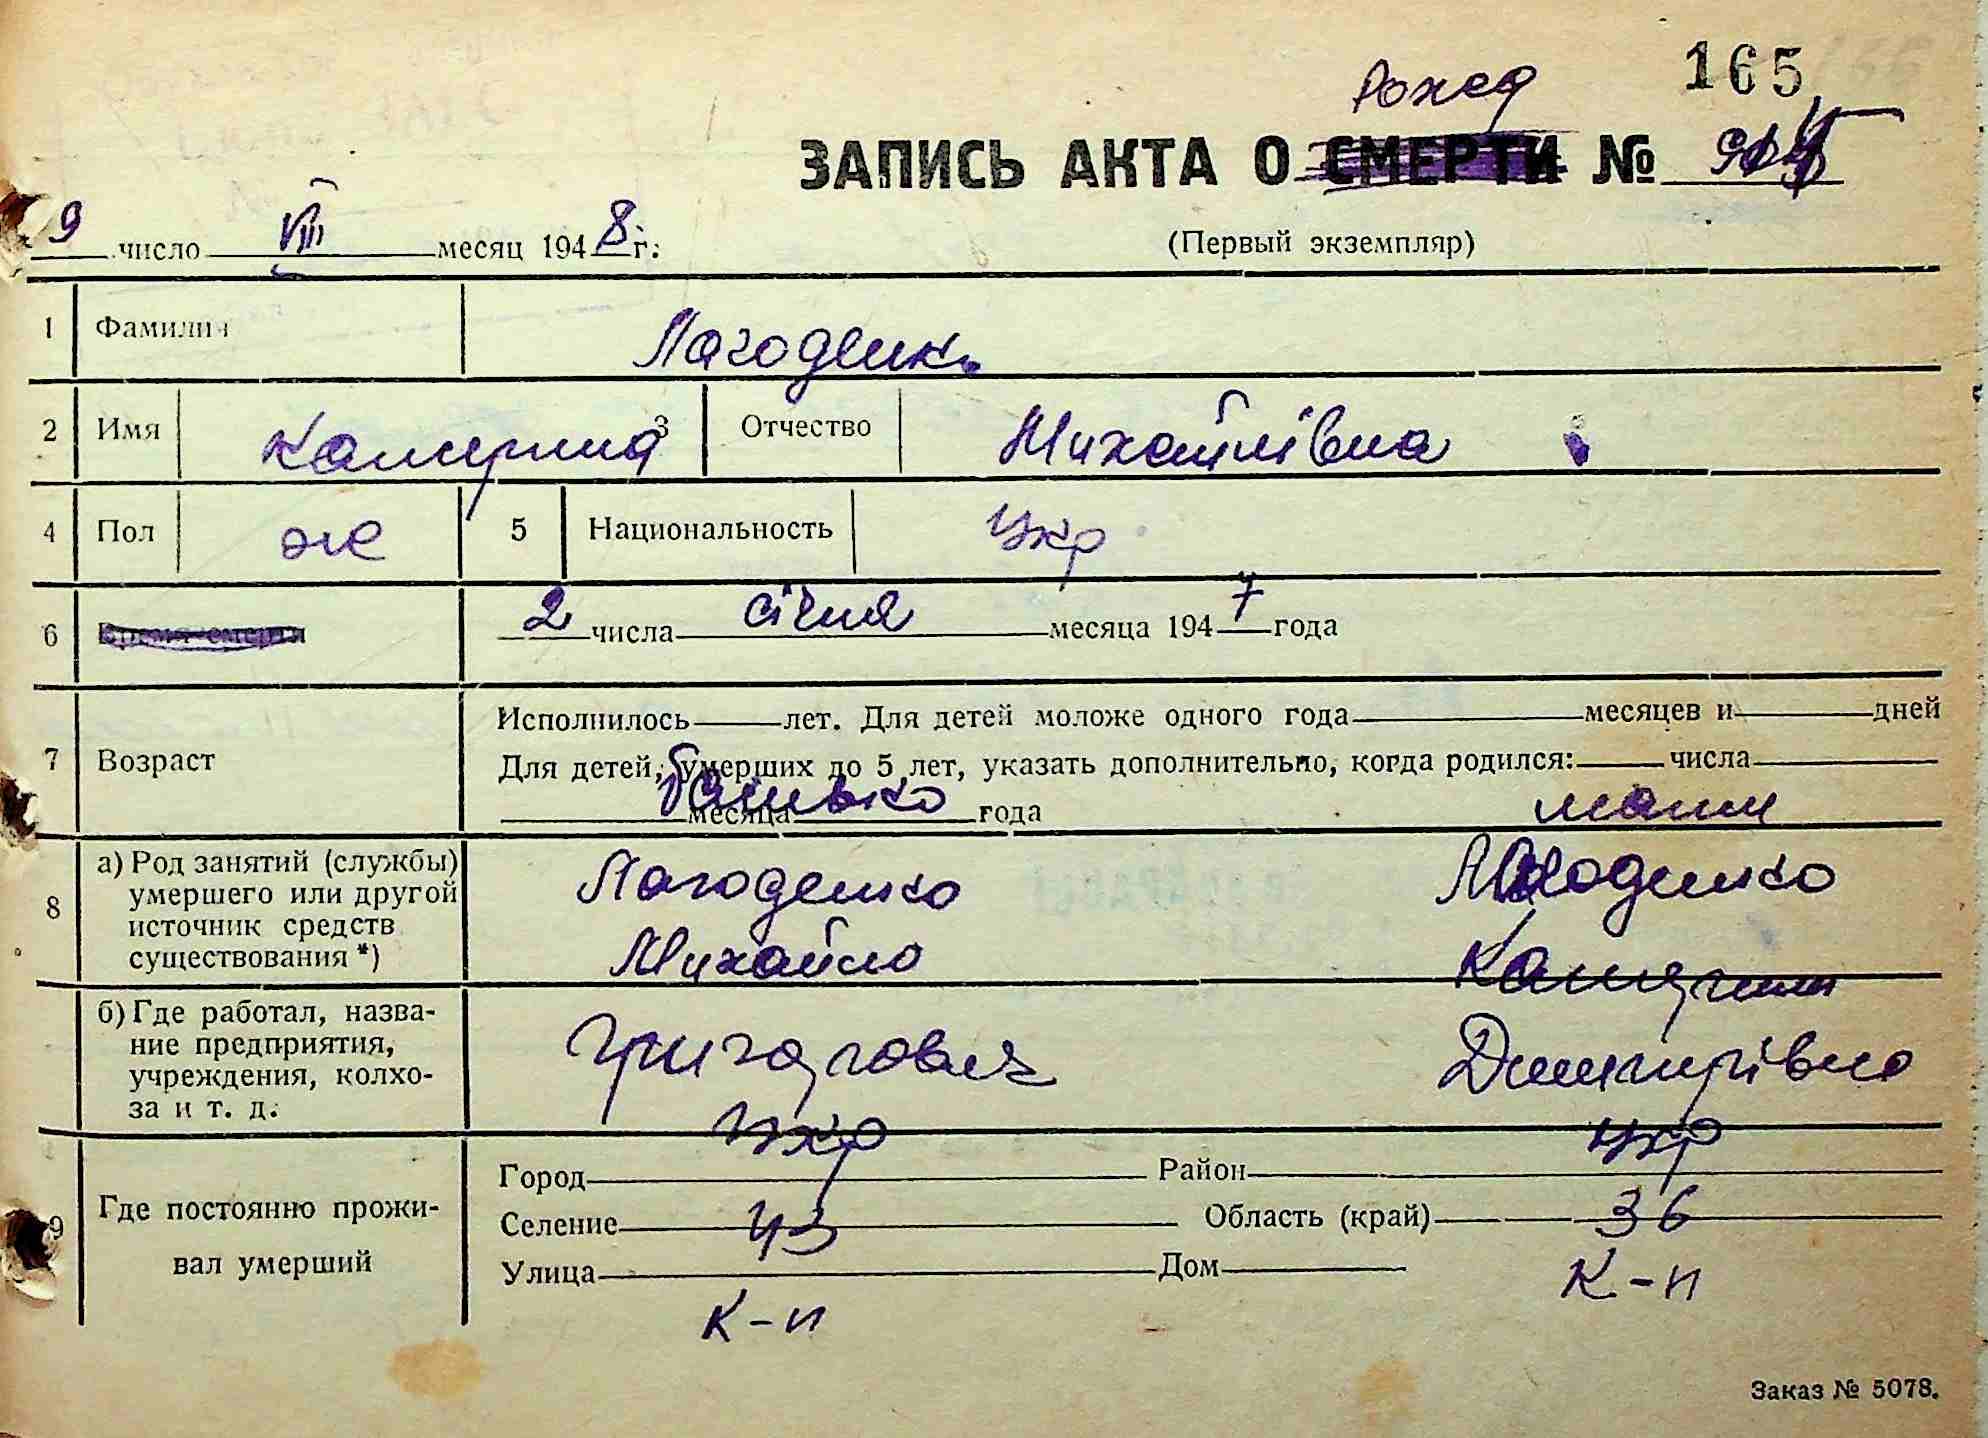 165
Рожд
ЗАПИСЬ АКТА О СМЕРТИ №
9 число VIII месяц 1948 г.
(Первый экземпляр)
1 Фамилия Лагоденко
2 Имя Катерина 3 Отчество Михайлівна
4 Пол ж 5 Национальность Укр
6 Время смерти 2 числа січня месяца 1947 года
7 Возраст Исполнилось лет. Для детей моложе одного года месяцев и дней
Для детей, умерших до 5 лет, указать дополнительно, когда родился: числа
месяца года
батько мати
8 а) Род занятий (службы) умершего или другой источник средств существования *)
Лагоденко Лагоденко
Михайло Катерина
б) Где работал, название предприятия, учреждения, колхоза и т. д.
Григорович Дмитрівна
Укр Укр
9 Где постоянно проживал умерший
Город Район
Селение 43 Область (край) 36
Улица Дом
К-п К-п
Заказ № 5078.